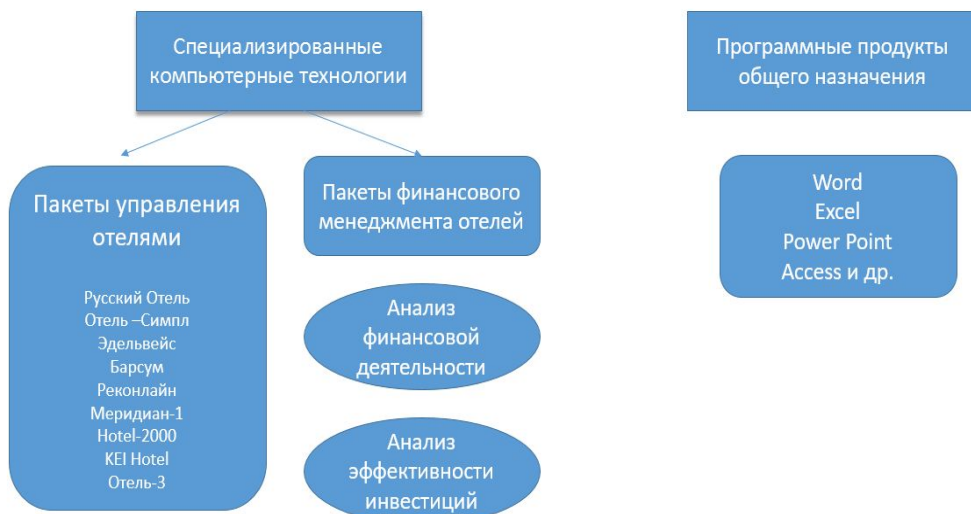 Специализированные
компьютерные технологии
Программные продукты
общего назначения
Пакеты управления
отелями
Русский Отель
Отель –Симпл
Эдельвейс
Барсум
Реконлайн
Меридиан-1
Hotel-2000
KEI Hotel
Отель-3
Пакеты финансового
менеджмента отелей
Анализ
финансовой
деятельности
Анализ
эффективности
инвестиций
Word
Excel
Power Point
Access и др.